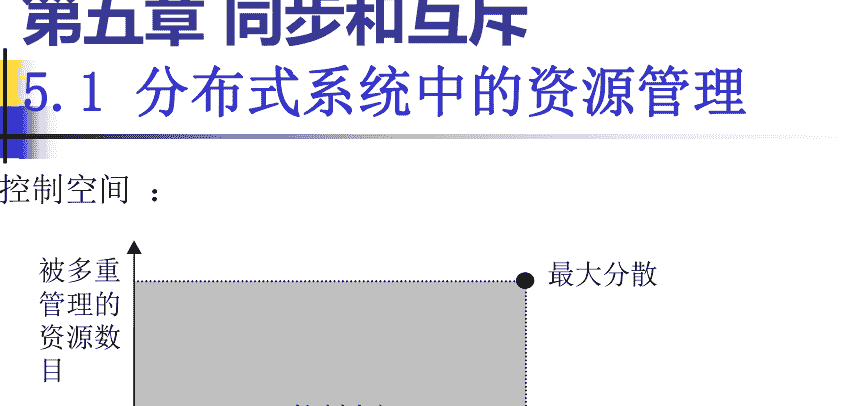 第五章 同步和互斥
5.1 分布式系统中的资源管理
控制空间 ：
被多重
管理的
资源数
目
最大分散